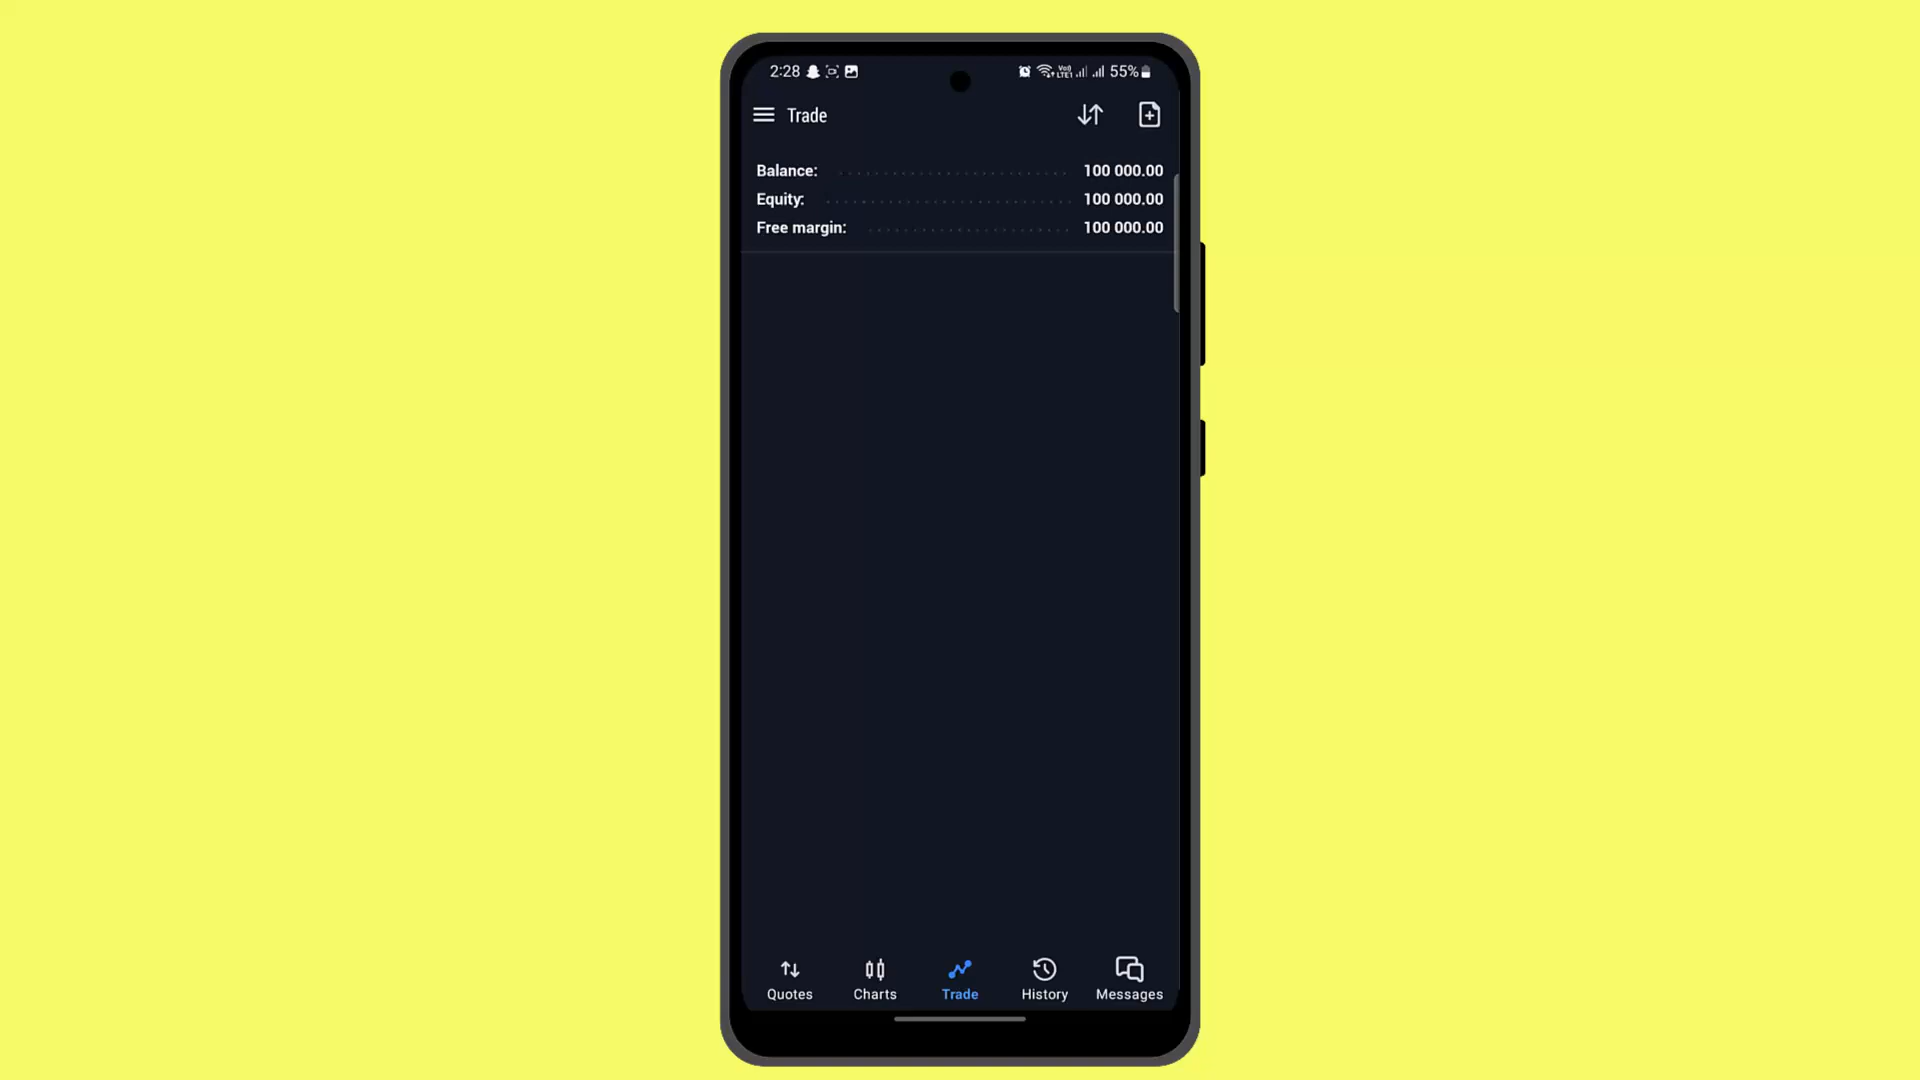 2:28 55%
Trade
Balance: 100 000.00
Equity: 100 000.00
Free margin: 100 000.00
Quotes Charts Trade History Messages